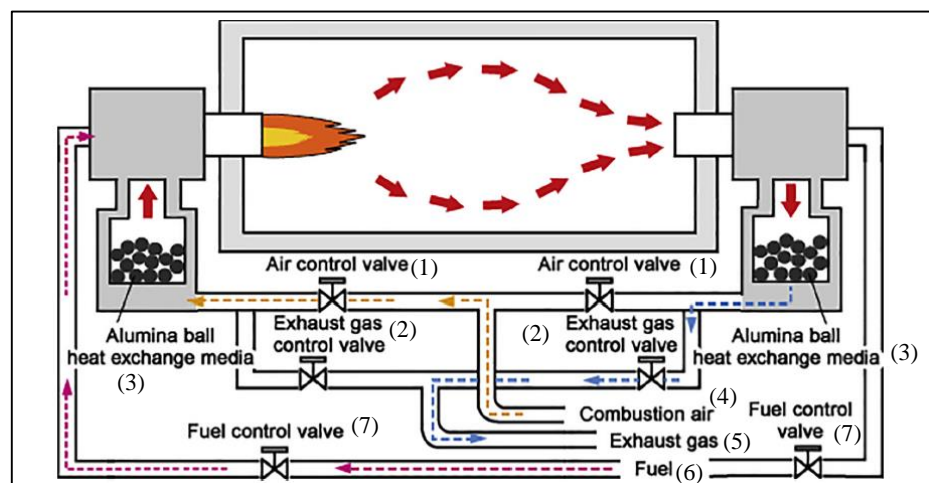 Air control valve (1)
Air control valve (1)
Exhaust gas control valve (2)
(2) Exhaust gas control valve
Alumina ball
heat exchange media
(3)
Alumina ball
heat exchange media (3)
(4)
Combustion air
Fuel control valve (7)
Fuel control
valve (7)
Exhaust gas (5)
Fuel (6)